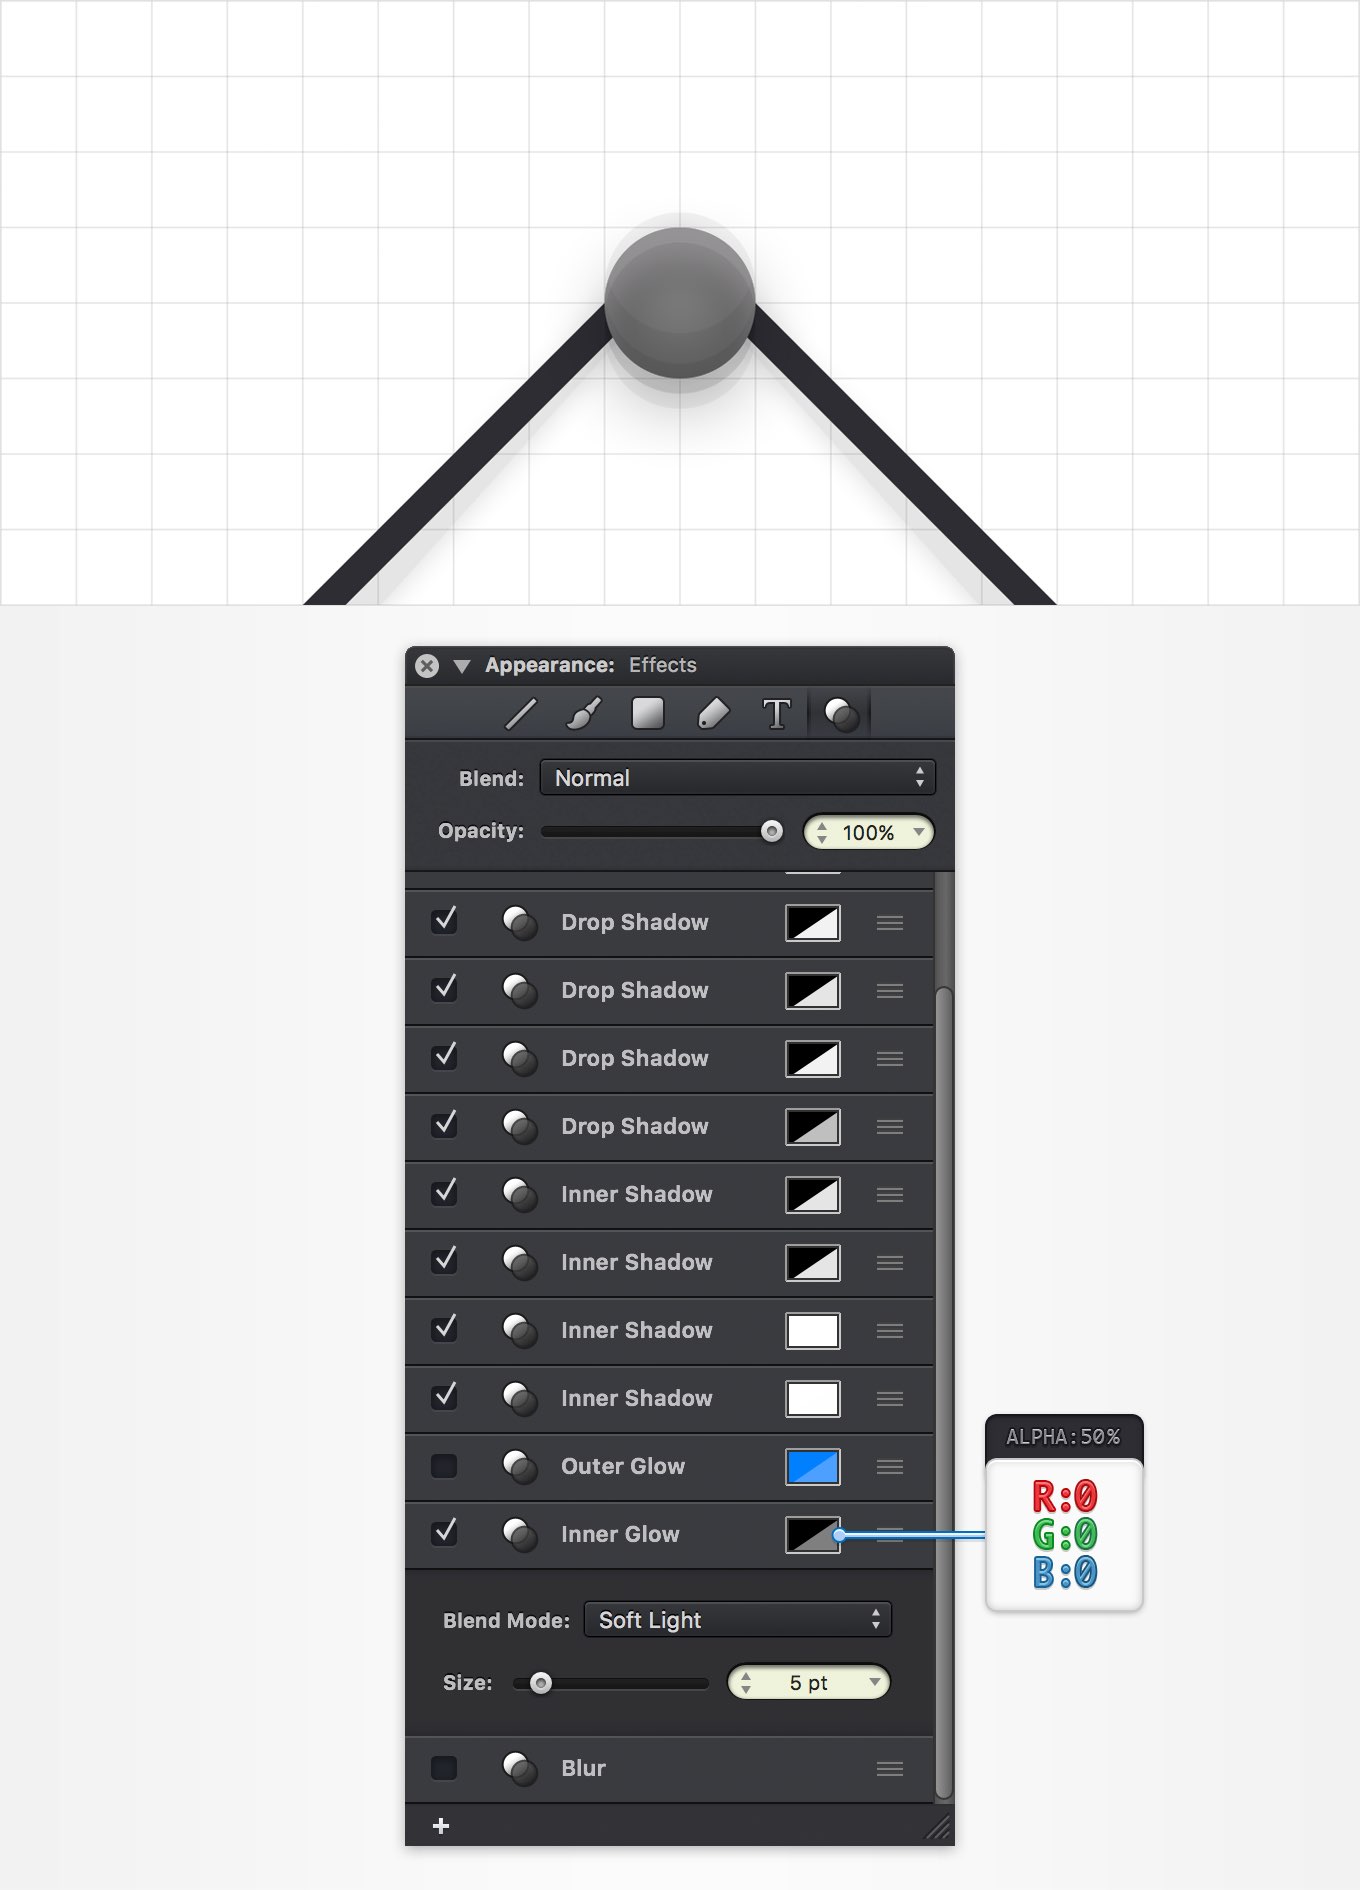 Appearance: Effects
T
Blend: Normal
Opacity: 100%
Drop Shadow
Drop Shadow
Drop Shadow
Drop Shadow
Inner Shadow
Inner Shadow
Inner Shadow
Inner Shadow
Outer Glow
Inner Glow
ALPHA:50%
R:0
G:0
B:0
Blend Mode: Soft Light
Size: 5 pt
Blur
+